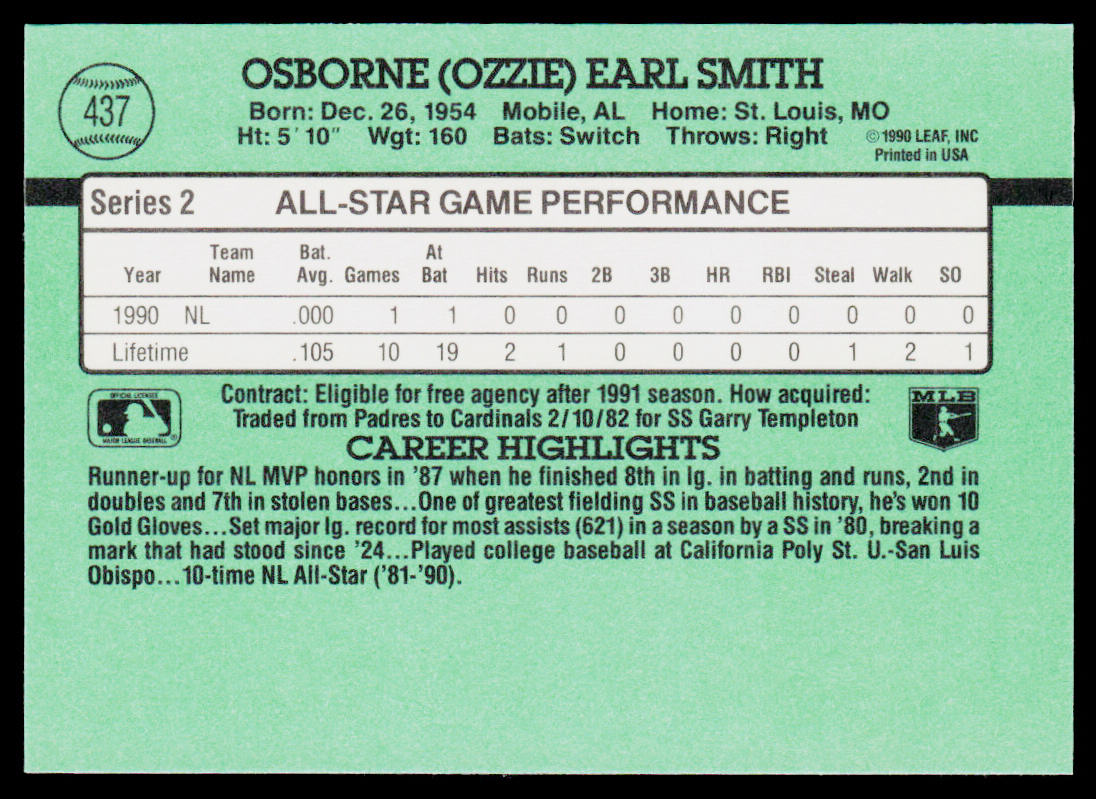 OSBORNE (OZZIE) EARL SMITH
437
Born: Dec. 26, 1954 Mobile, AL Home: St. Louis, MO
Ht: 5' 10" Wgt: 160 Bats: Switch Throws: Right
©1990 LEAF, INC
Printed in USA
Series 2 ALL-STAR GAME PERFORMANCE
Year Team Name Bat. Avg. Games At Bat Hits Runs 2B 3B HR RBI Steal Walk SO
1990 NL .000 1 1 0 0 0 0 0 0 0 0 0
Lifetime .105 10 19 2 1 0 0 0 0 1 2 1
OFFICIAL LICENSEE
MAJOR LEAGUE BASEBALL ®
Contract: Eligible for free agency after 1991 season. How acquired:
Traded from Padres to Cardinals 2/10/82 for SS Garry Templeton
MLB
CAREER HIGHLIGHTS
Runner-up for NL MVP honors in '87 when he finished 8th in lg. in batting and runs, 2nd in
doubles and 7th in stolen bases...One of greatest fielding SS in baseball history, he's won 10
Gold Gloves...Set major lg. record for most assists (621) in a season by a SS in '80, breaking a
mark that had stood since '24...Played college baseball at California Poly St. U.-San Luis
Obispo...10-time NL All-Star ('81-'90).